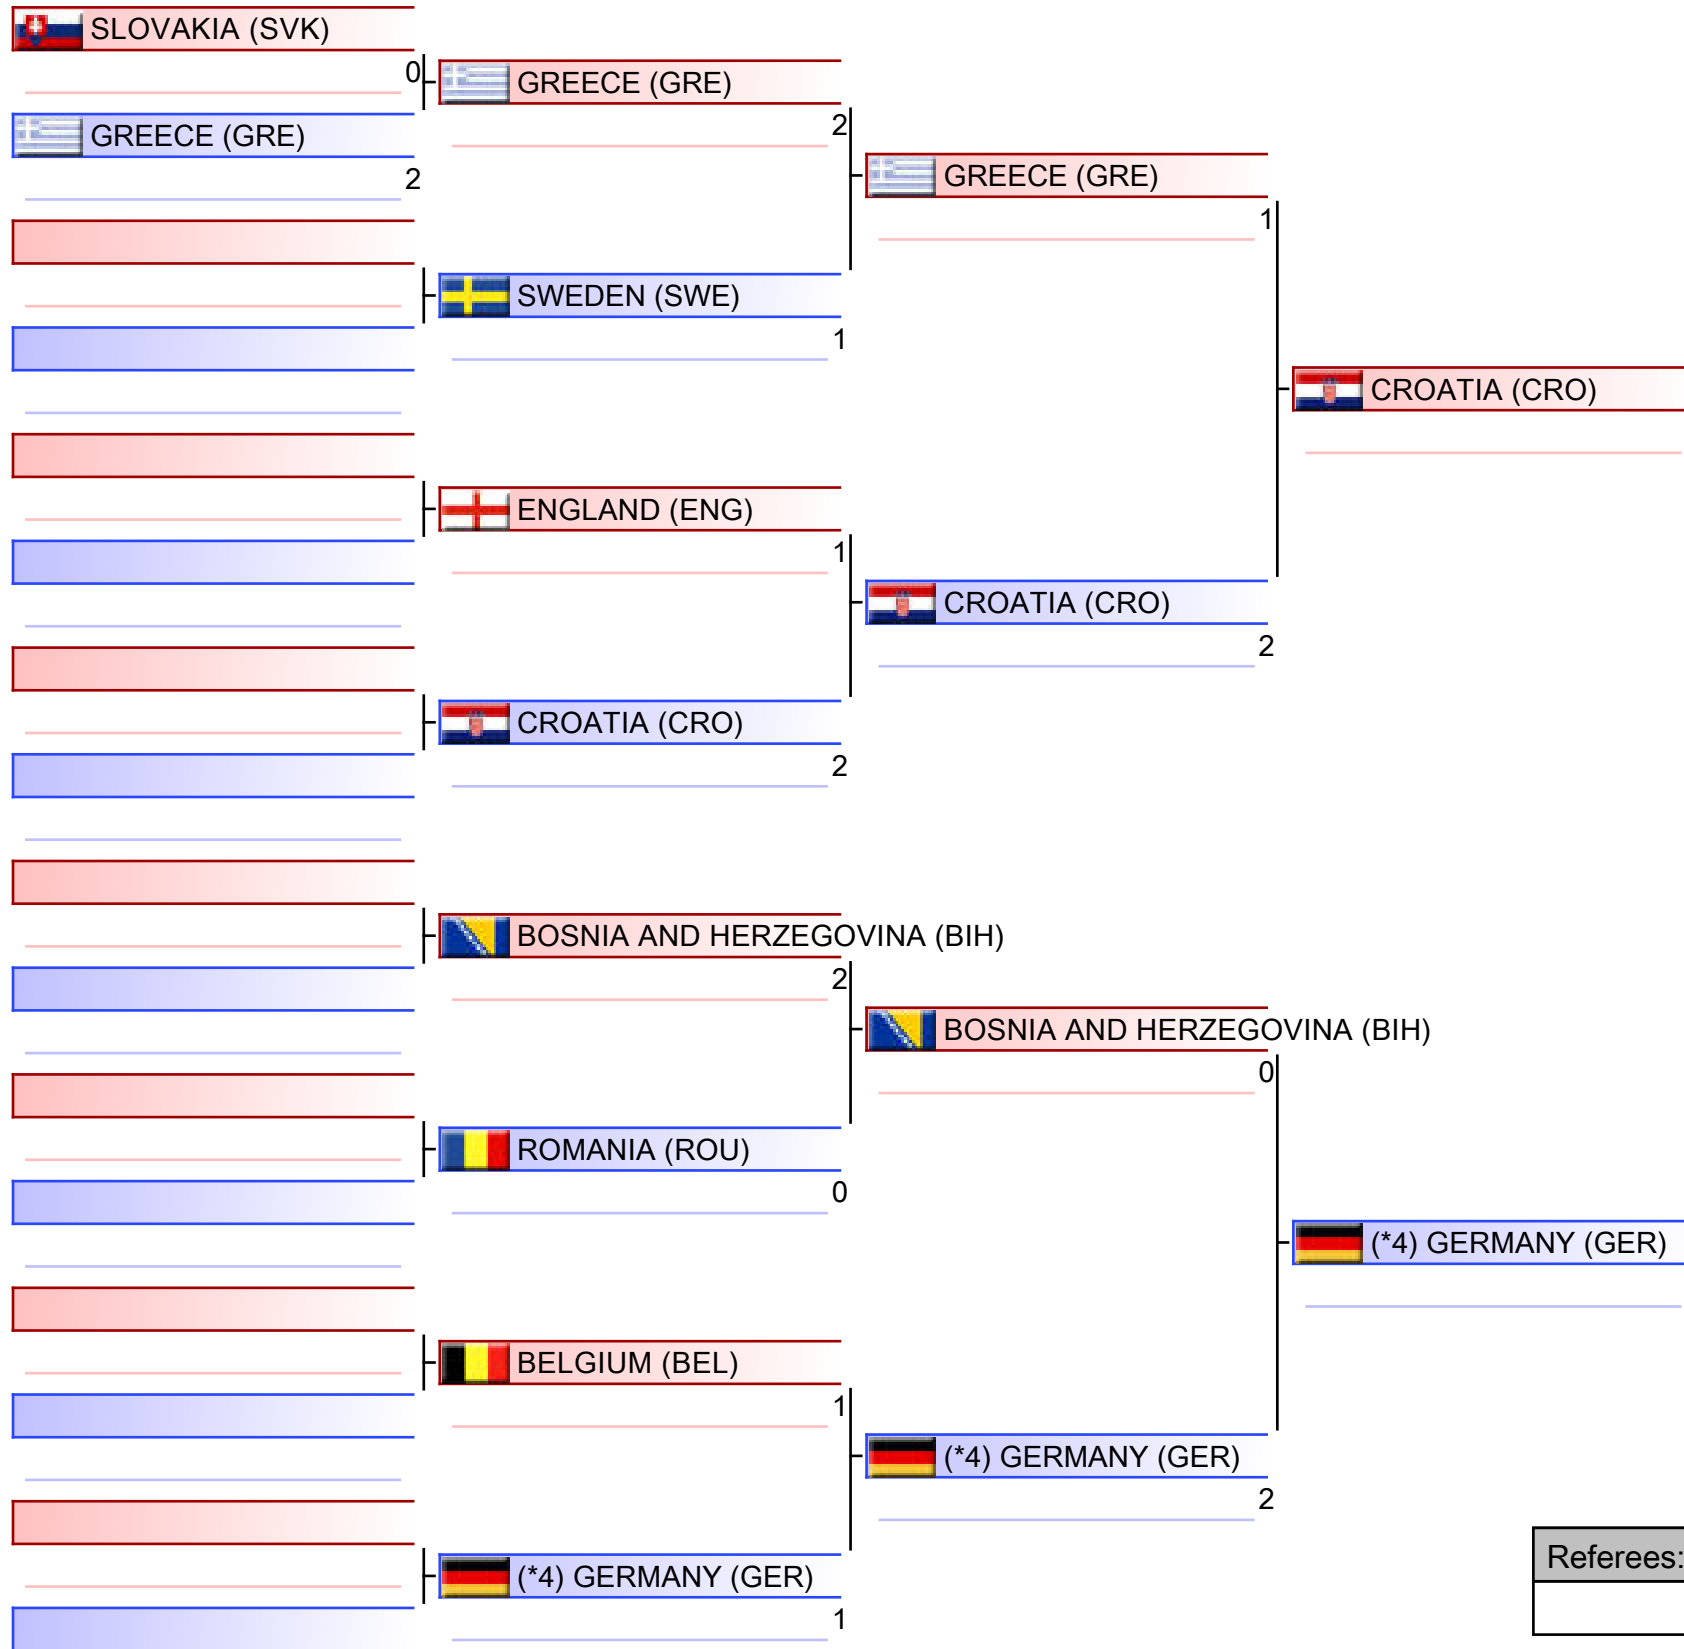 SLOVAKIA (SVK)
0
GREECE (GRE)
2
GREECE (GRE)
2
SWEDEN (SWE)
1
ENGLAND (ENG)
1
CROATIA (CRO)
2
BOSNIA AND HERZEGOVINA (BIH)
2
ROMANIA (ROU)
0
BELGIUM (BEL)
1
(*4) GERMANY (GER)
1
GREECE (GRE)
1
CROATIA (CRO)
2
BOSNIA AND HERZEGOVINA (BIH)
0
(*4) GERMANY (GER)
2
CROATIA (CRO)
(*4) GERMANY (GER)
Referees: